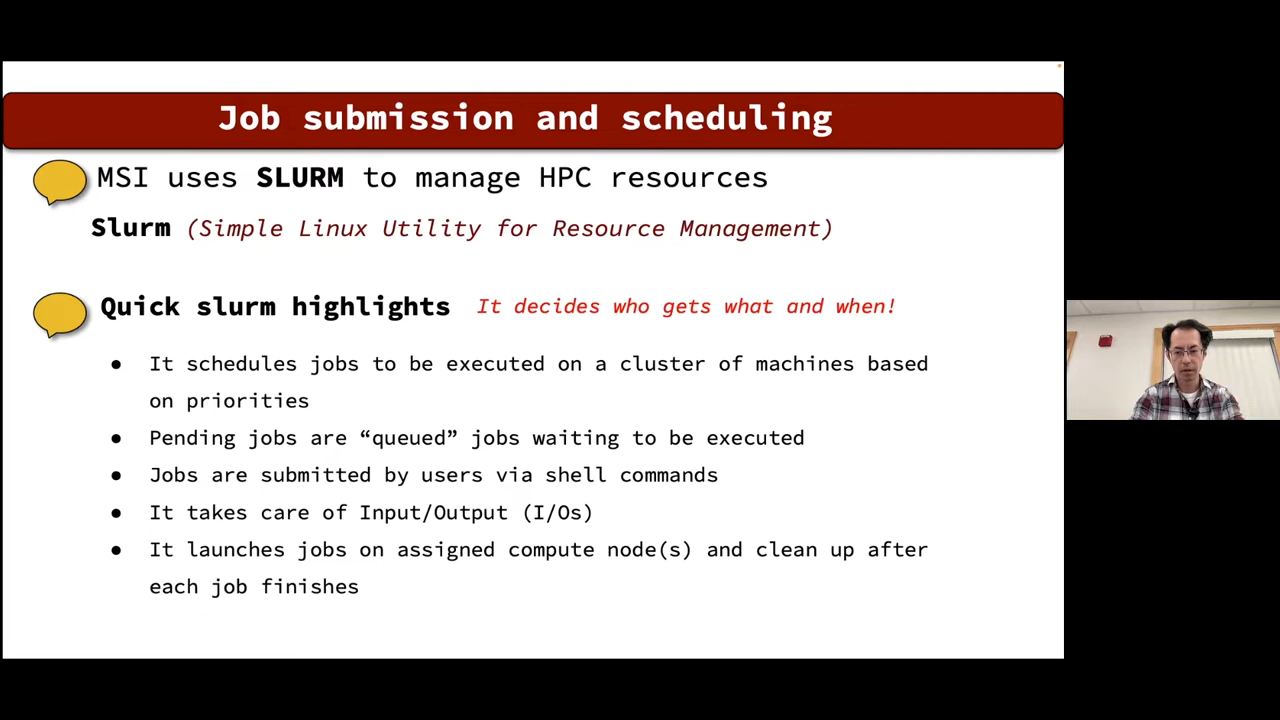 Job submission and scheduling
MSI uses SLURM to manage HPC resources
Slurm (Simple Linux Utility for Resource Management)
Quick slurm highlights It decides who gets what and when!
● It schedules jobs to be executed on a cluster of machines based
on priorities
● Pending jobs are “queued” jobs waiting to be executed
● Jobs are submitted by users via shell commands
● It takes care of Input/Output (I/Os)
● It launches jobs on assigned compute node(s) and clean up after
each job finishes